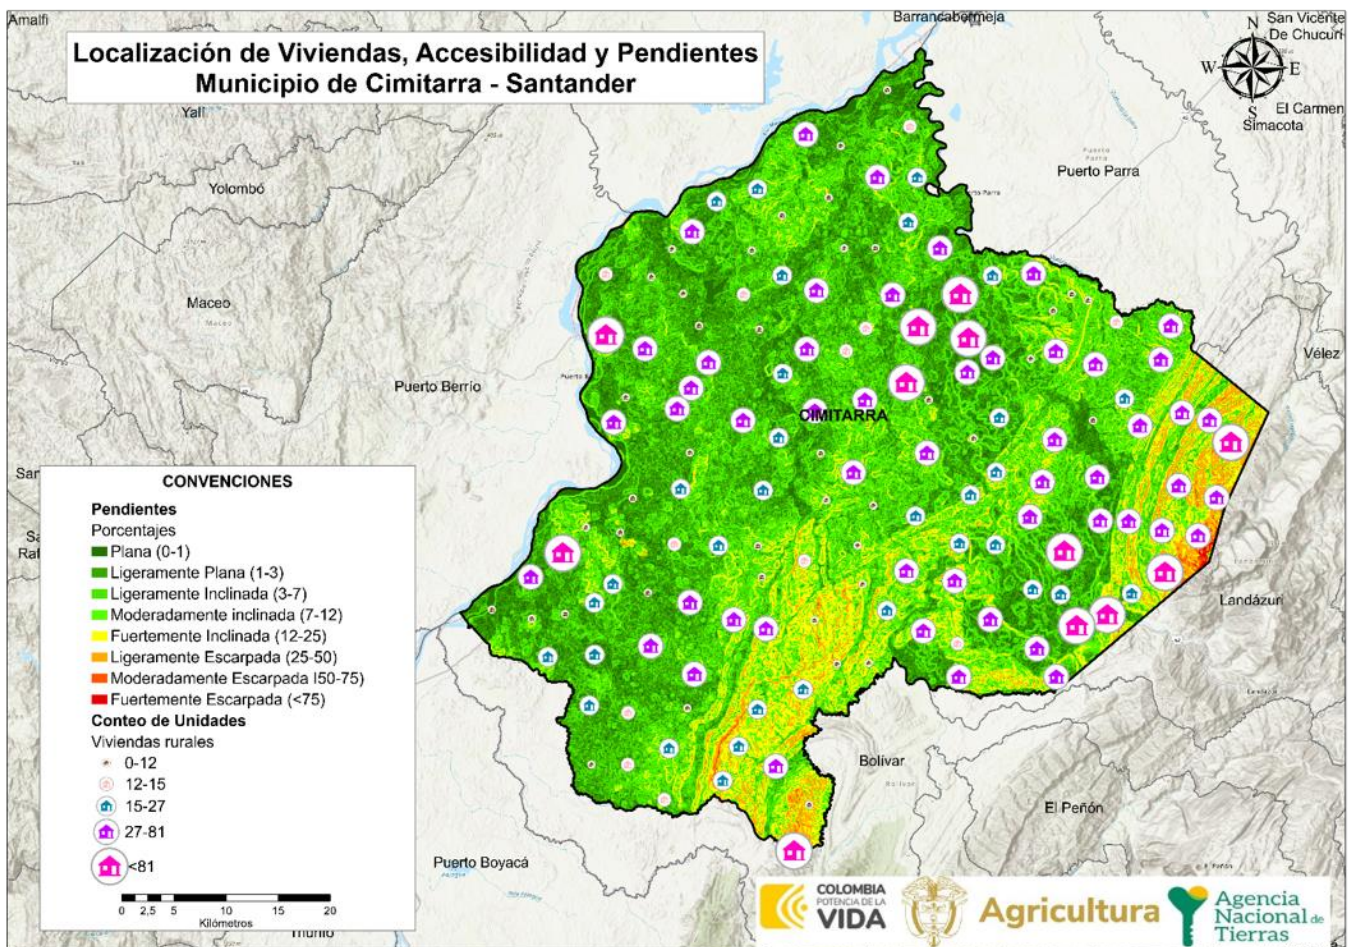 Amalfi
Barrancabermeja
San Vicente
De Chucurí
N
W
E
S
Localización de Viviendas, Accesibilidad y Pendientes
Municipio de Cimitarra - Santander
Yalí
El Carmen
Simacota
Puerto
Parra
Puerto Parra
Yolombó
Maceo
Maceo
Vélez
Puerto Berrío
CIMITARRA
CONVENCIONES
Pendientes
Porcentajes
Plana (0-1)
Ligeramente Plana (1-3)
Ligeramente Inclinada (3-7)
Moderadamente inclinada (7-12)
Fuertemente Inclinada (12-25)
Ligeramente Escarpada (25-50)
Moderadamente Escarpada I50-75)
Fuertemente Escarpada (<75)
Conteo de Unidades
Viviendas rurales
0-12
12-15
15-27
27-81
<81
0 2,5 5 10 15 20
Kilómetros
Landázuri
Bolívar
Bolívar
El Peñón
Puerto Boyacá
COLOMBIA
POTENCIA DE LA
VIDA
Agricultura
Agencia
Nacional de
Tierras